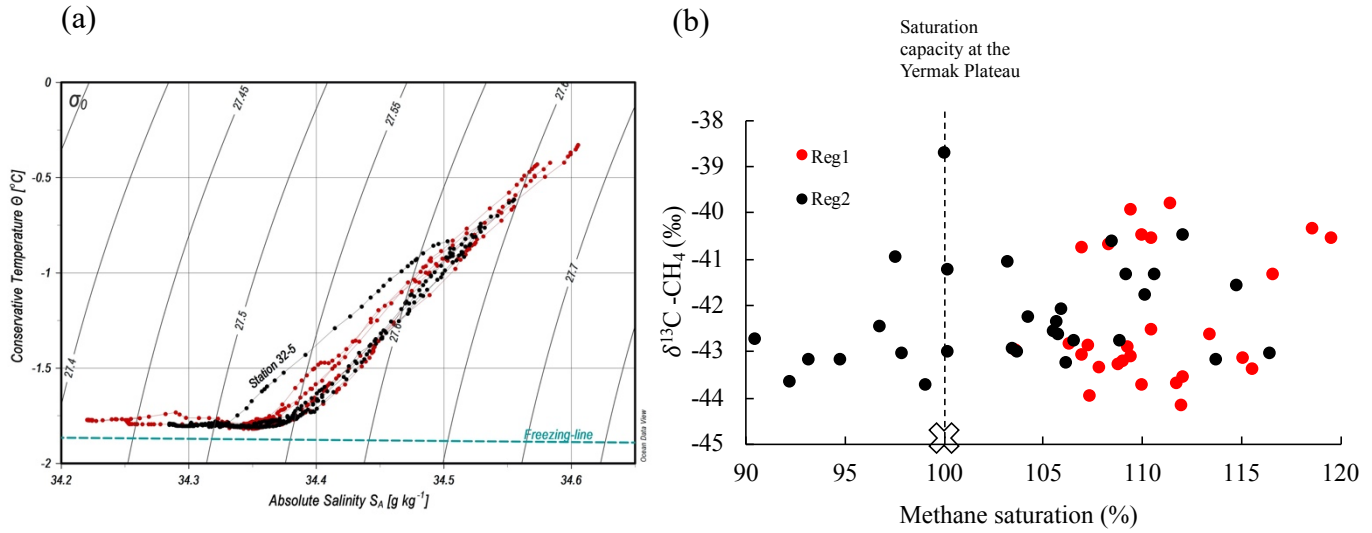 (a)
σ0
0
-0.5
-1
-1.5
-2
Conservative Temperature Θ [°C]
27.4
27.45
27.5
27.55
27.6
27.6
27.7
Station 32-5
Freezing-line
Ocean Data View
34.2
34.3
34.4
34.5
34.6
Absolute Salinity SA [g kg-1]
(b)
Saturation
capacity at the
Yermak Plateau
-38
-39
-40
-41
-42
-43
-44
-45
δ13C -CH4 (‰)
Reg1
Reg2
90
95
100
105
110
115
120
Methane saturation (%)